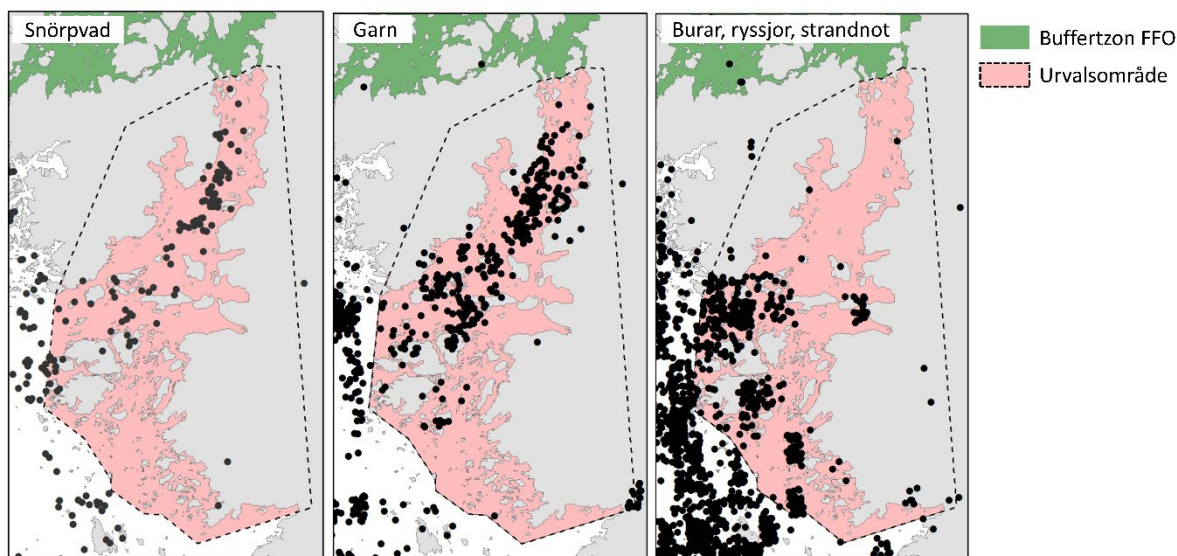 Snörpvad
Garn
Burar, ryssjor, strandnot
Buffertzon FFO
Urvalsområde